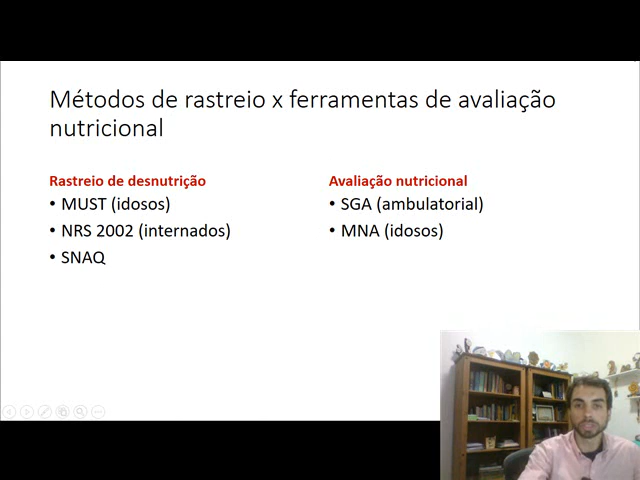 Métodos de rastreio x ferramentas de avaliação
nutricional
Rastreio de desnutrição
• MUST (idosos)
• NRS 2002 (internados)
• SNAQ
Avaliação nutricional
• SGA (ambulatorial)
• MNA (idosos)